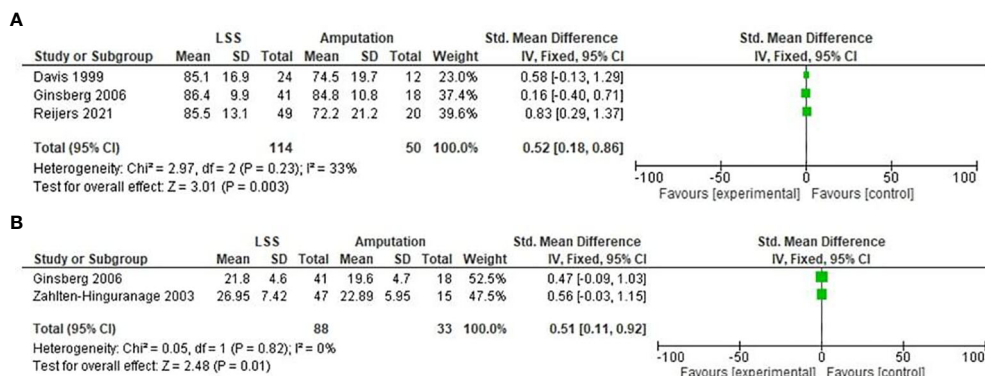 A
LSS Amputation Std. Mean Difference Std. Mean Difference
Study or Subgroup Mean SD Total Mean SD Total Weight IV, Fixed, 95% CI IV, Fixed, 95% CI
Davis 1999 85.1 16.9 24 74.5 19.7 12 23.0% 0.58 [-0.13, 1.29]
Ginsberg 2006 86.4 9.9 41 84.8 10.8 18 37.4% 0.16 [-0.40, 0.71]
Reijers 2021 85.5 13.1 49 72.2 21.2 20 39.6% 0.83 [0.29, 1.37]
Total (95% CI) 114 50 100.0% 0.52 [0.18, 0.86]
Heterogeneity: Chi² = 2.97, df = 2 (P = 0.23); I² = 33%
Test for overall effect: Z = 3.01 (P = 0.003)
-100 -50 0 50 100
Favours [experimental] Favours [control]
B
LSS Amputation Std. Mean Difference Std. Mean Difference
Study or Subgroup Mean SD Total Mean SD Total Weight IV, Fixed, 95% CI IV, Fixed, 95% CI
Ginsberg 2006 21.8 4.6 41 19.6 4.7 18 52.5% 0.47 [-0.09, 1.03]
Zahlten-Hinguranage 2003 26.95 7.42 47 22.89 5.95 15 47.5% 0.56 [-0.03, 1.15]
Total (95% CI) 88 33 100.0% 0.51 [0.11, 0.92]
Heterogeneity: Chi² = 0.05, df = 1 (P = 0.82); I² = 0%
Test for overall effect: Z = 2.48 (P = 0.01)
-100 -50 0 50 100
Favours [experimental] Favours [control]